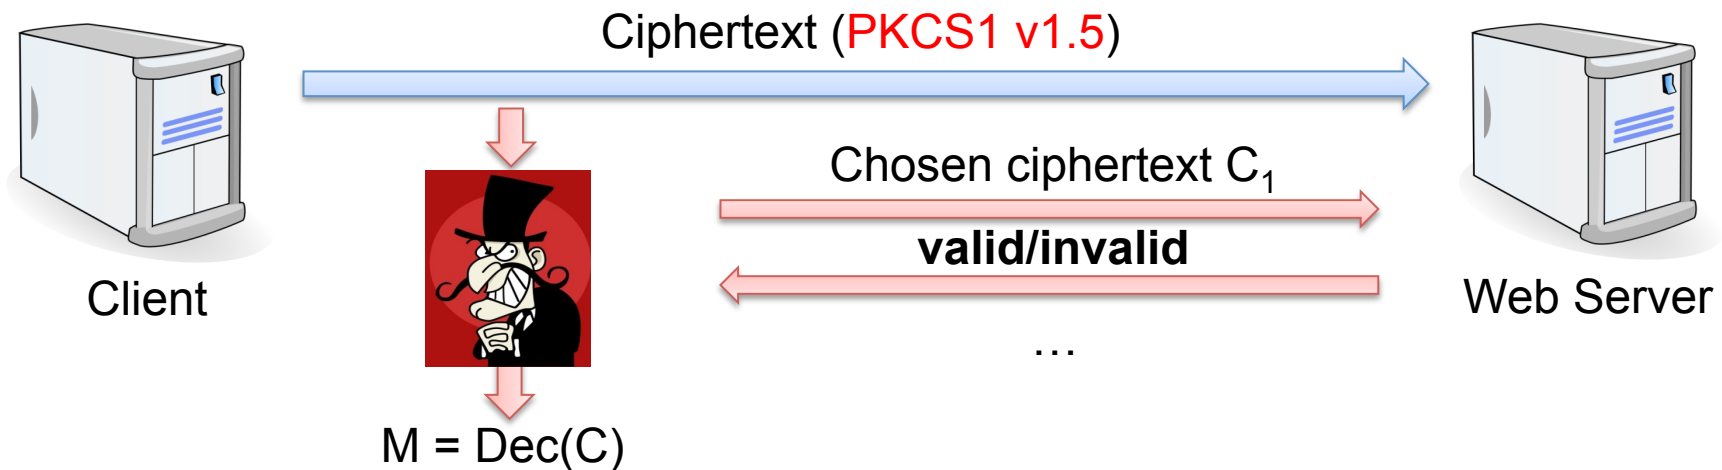 Ciphertext (PKCS1 v1.5)
Chosen ciphertext C₁
valid/invalid
Client
Web Server
…
M = Dec(C)